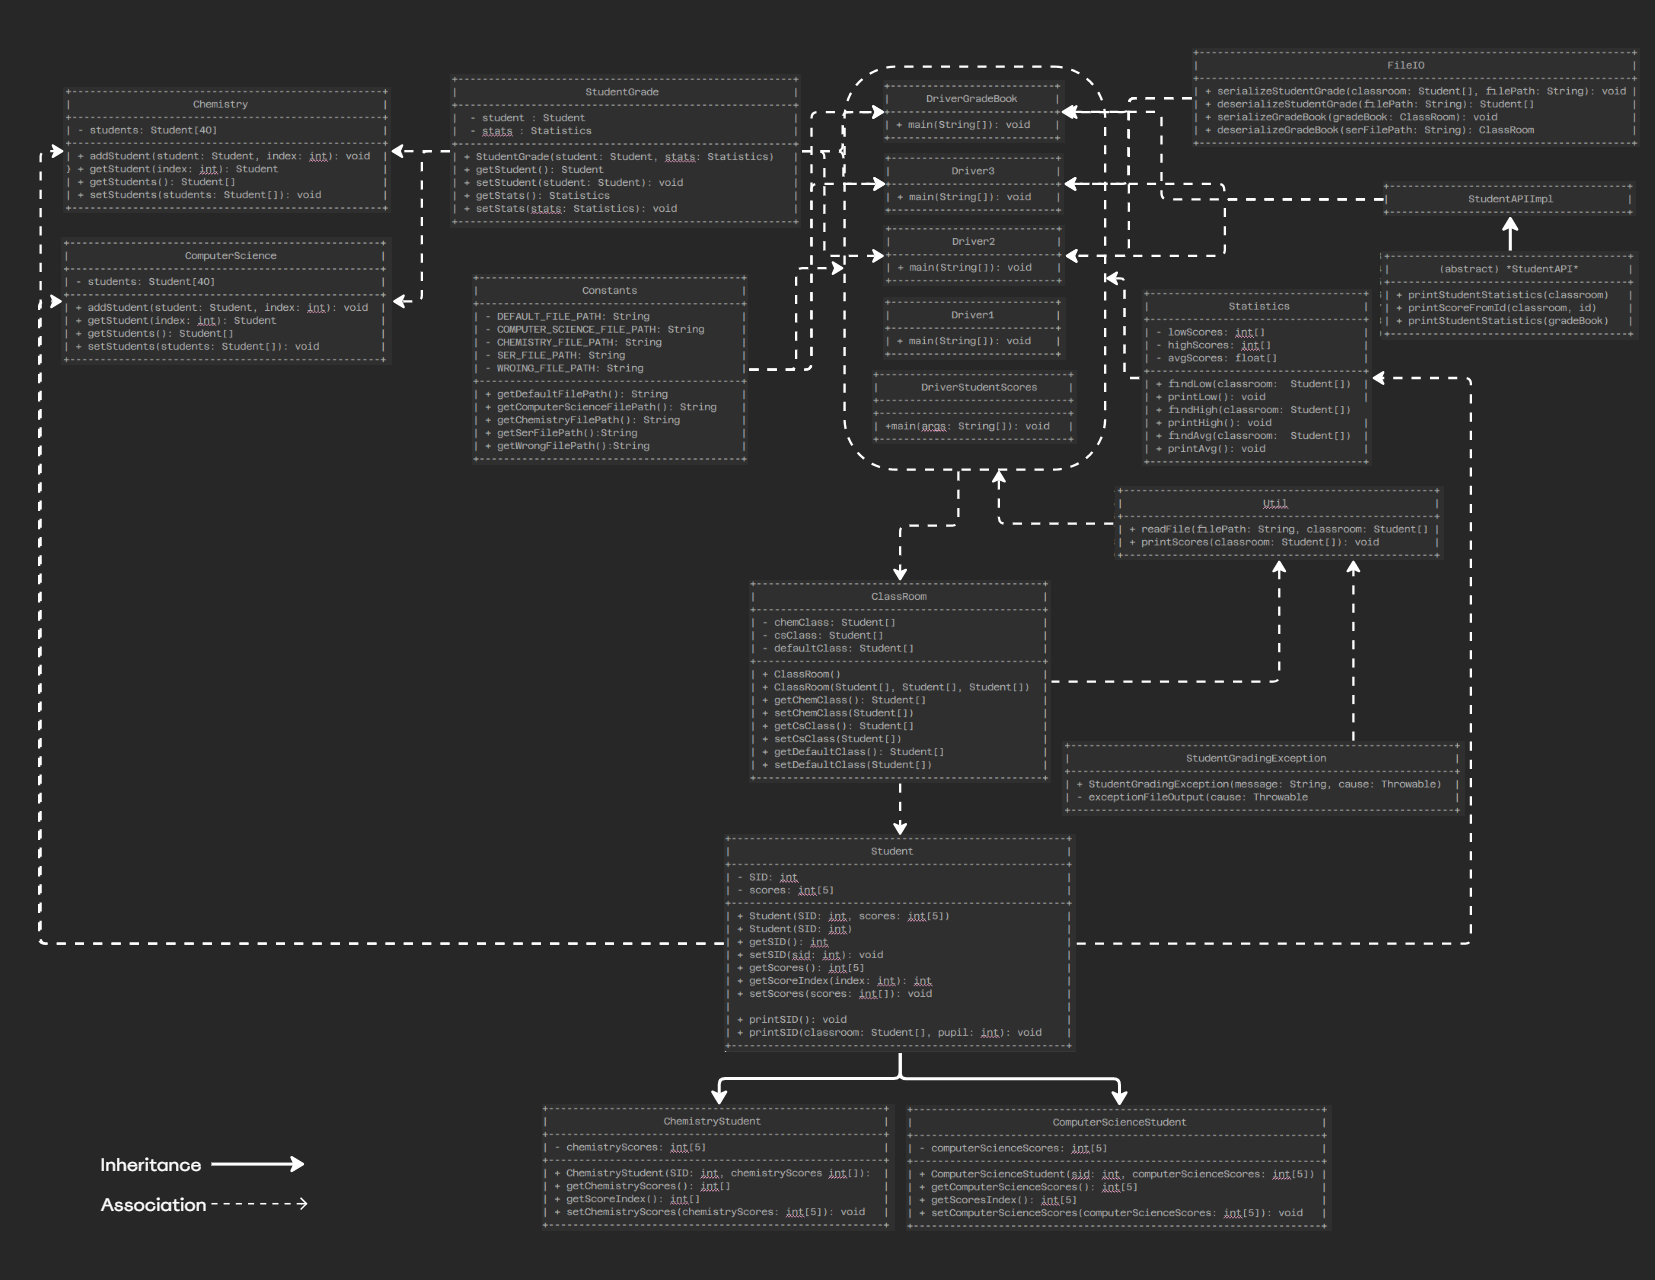 Chemistry
- students: Student[40]
+ addStudent(student: Student, index: int): void
+ getStudent(index: int): Student
+ getStudents(): Student[]
+ setStudents(students: Student[]): void
ComputerScience
- students: Student[40]
+ addStudent(student: Student, index: int): void
+ getStudent(index: int): Student
+ getStudents(): Student[]
+ setStudents(students: Student[]): void
StudentGrade
- student : Student
- stats : Statistics
+ StudentGrade(student: Student, stats: Statistics)
+ getStudent(): Student
+ setStudent(student: Student): void
+ getStats(): Statistics
+ setStats(stats: Statistics): void
Constants
- DEFAULT_FILE_PATH: String
- COMPUTER_SCIENCE_FILE_PATH: String
- CHEMISTRY_FILE_PATH: String
- SER_FILE_PATH: String
- WROING_FILE_PATH: String
+ getDefaultFilePath(): String
+ getComputerScienceFilePath(): String
+ getChemistryFilePath(): String
+ getSerFilePath():String
+ getWrongFilePath():String
DriverGradeBook
+ main(String[]): void
Driver3
+ main(String[]): void
Driver2
+ main(String[]): void
Driver1
+ main(String[]): void
DriverStudentScores
+main(args: String[]): void
FileIO
+ serializeStudentGrade(classroom: Student[], filePath: String): void
+ deserializeStudentGrade(filePath: String): Student[]
+ serializeGradeBook(gradeBook: ClassRoom): void
+ deserializeGradeBook(serFilePath: String): ClassRoom
StudentAPIImpl
(abstract) *StudentAPI*
+ printStudentStatistics(classroom)
+ printScoreFromId(classroom, id)
+ printStudentStatistics(gradeBook)
Statistics
- lowScores: int[]
- highScores: int[]
- avgScores: float[]
+ findLow(classroom: Student[])
+ printLow(): void
+ findHigh(classroom: Student[])
+ printHigh(): void
+ findAvg(classroom: Student[])
+ printAvg(): void
Util
+ readFile(filePath: String, classroom: Student[]
+ printScores(classroom: Student[]): void
ClassRoom
- chemClass: Student[]
- csClass: Student[]
- defaultClass: Student[]
+ ClassRoom()
+ ClassRoom(Student[], Student[], Student[])
+ getChemClass(): Student[]
+ setChemClass(Student[])
+ getCsClass(): Student[]
+ setCsClass(Student[])
+ getDefaultClass(): Student[]
+ setDefaultClass(Student[])
StudentGradingException
+ StudentGradingException(message: String, cause: Throwable)
- exceptionFileOutput(cause: Throwable
Student
- SID: int
- scores: int[5]
+ Student(SID: int, scores: int[5])
+ Student(SID: int)
+ getSID(): int
+ setSID(sid: int): void
+ getScores(): int[5]
+ getScoreIndex(index: int): int
+ setScores(scores: int[]): void
+ printSID(): void
+ printSID(classroom: Student[], pupil: int): void
ChemistryStudent
- chemistryScores: int[5]
+ ChemistryStudent(SID: int, chemistryScores int[]):
+ getChemistryScores(): int[]
+ getScoreIndex(): int[]
+ setChemistryScores(chemistryScores: int[5]): void
ComputerScienceStudent
- computerScienceScores: int[5]
+ ComputerScienceStudent(sid: int, computerScienceScores: int[5])
+ getComputerScienceScores(): int[5]
+ getScoresIndex(): int[5]
+ setComputerScienceScores(computerScienceScores: int[5]): void
Inheritance
Association